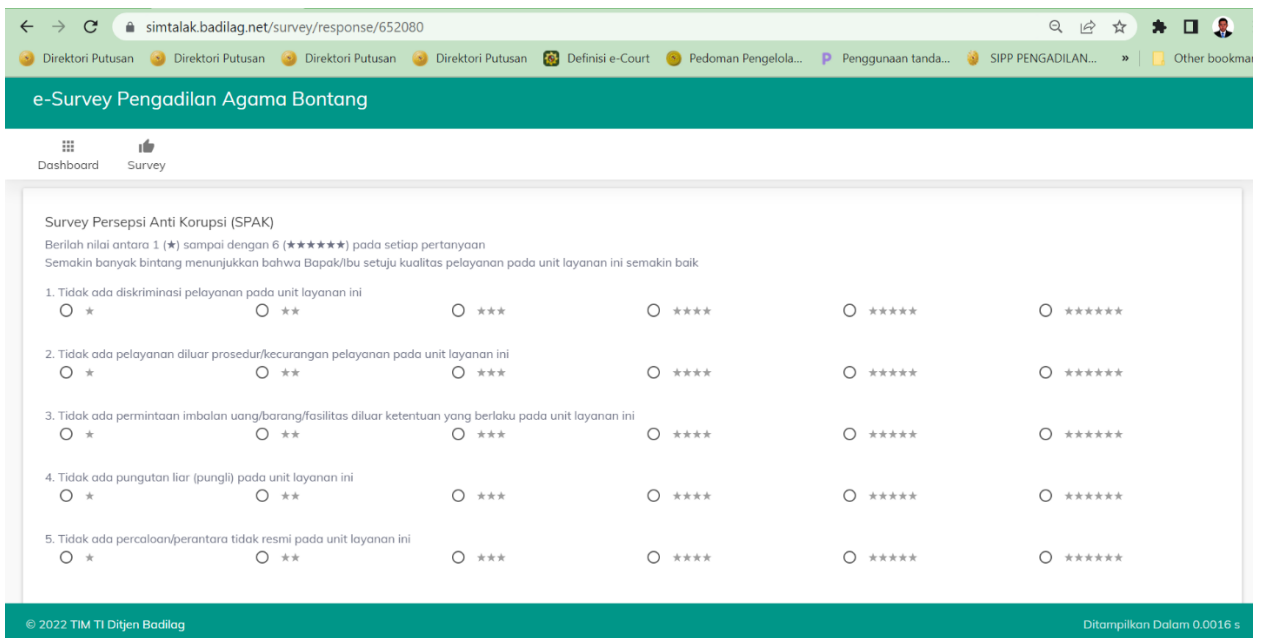 simtalak.badilag.net/survey/response/652080
Direktori Putusan Direktori Putusan Direktori Putusan Direktori Putusan Definisi e-Court Pedoman Pengelola... Penggunaan tanda... SIPP PENGADILAN... » Other bookmar
e-Survey Pengadilan Agama Bontang
Dashboard Survey
Survey Persepsi Anti Korupsi (SPAK)
Berilah nilai antara 1 (★) sampai dengan 6 (★★★★★★) pada setiap pertanyaan
Semakin banyak bintang menunjukkan bahwa Bapak/Ibu setuju kualitas pelayanan pada unit layanan ini semakin baik
1. Tidak ada diskriminasi pelayanan pada unit layanan ini
★ ★★ ★★★ ★★★★ ★★★★★ ★★★★★★
2. Tidak ada pelayanan diluar prosedur/kecurangan pelayanan pada unit layanan ini
★ ★★ ★★★ ★★★★ ★★★★★ ★★★★★★
3. Tidak ada permintaan imbalan uang/barang/fasilitas diluar ketentuan yang berlaku pada unit layanan ini
★ ★★ ★★★ ★★★★ ★★★★★ ★★★★★★
4. Tidak ada pungutan liar (pungli) pada unit layanan ini
★ ★★ ★★★ ★★★★ ★★★★★ ★★★★★★
5. Tidak ada percaloan/perantara tidak resmi pada unit layanan ini
★ ★★ ★★★ ★★★★ ★★★★★ ★★★★★★
© 2022 TIM TI Ditjen Badilag Ditampilkan Dalam 0.0016 s